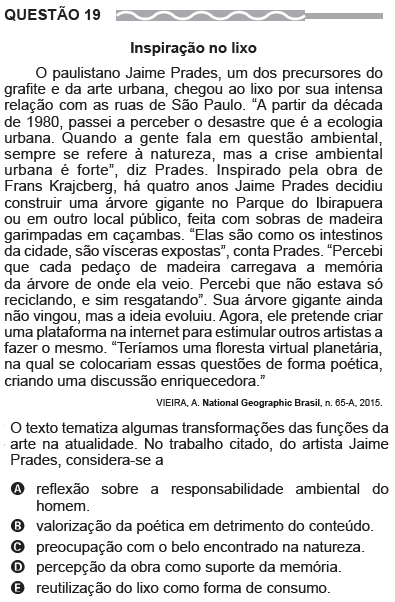 QUESTÃO 19
Inspiração no lixo
O paulistano Jaime Prades, um dos precursores do
grafite e da arte urbana, chegou ao lixo por sua intensa
relação com as ruas de São Paulo. “A partir da década
de 1980, passei a perceber o desastre que é a ecologia
urbana. Quando a gente fala em questão ambiental,
sempre se refere à natureza, mas a crise ambiental
urbana é forte”, diz Prades. Inspirado pela obra de
Frans Krajcberg, há quatro anos Jaime Prades decidiu
construir uma árvore gigante no Parque do Ibirapuera
ou em outro local público, feita com sobras de madeira
garimpadas em caçambas. “Elas são como os intestinos
da cidade, são vísceras expostas”, conta Prades. “Percebi
que cada pedaço de madeira carregava a memória
da árvore de onde ela veio. Percebi que não estava só
reciclando, e sim resgatando”. Sua árvore gigante ainda
não vingou, mas a ideia evoluiu. Agora, ele pretende criar
uma plataforma na internet para estimular outros artistas a
fazer o mesmo. “Teríamos uma floresta virtual planetária,
na qual se colocariam essas questões de forma poética,
criando uma discussão enriquecedora.”
VIEIRA, A. National Geographic Brasil, n. 65-A, 2015.
O texto tematiza algumas transformações das funções da
arte na atualidade. No trabalho citado, do artista Jaime
Prades, considera-se a
A reflexão sobre a responsabilidade ambiental do
homem.
B valorização da poética em detrimento do conteúdo.
C preocupação com o belo encontrado na natureza.
D percepção da obra como suporte da memória.
E reutilização do lixo como forma de consumo.